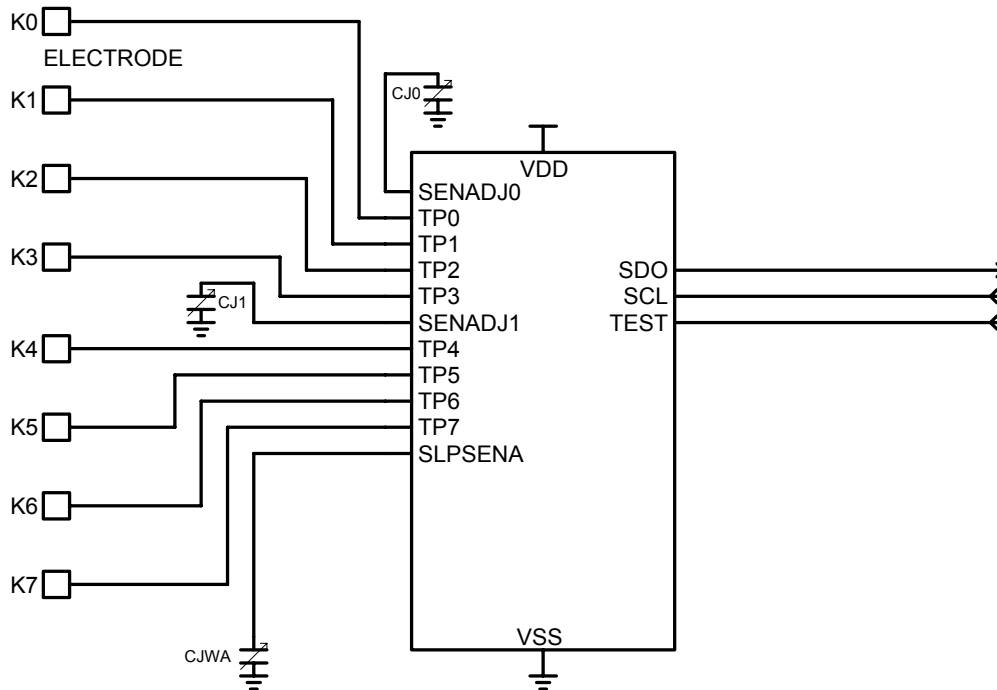 K0
ELECTRODE
K1
K2
K3
K4
K5
K6
K7
CJ0
CJ1
CJWA
VDD
SENADJ0
TP0
TP1
TP2
TP3
SENADJ1
TP4
TP5
TP6
TP7
SLPSENA
SDO
SCL
TEST
VSS